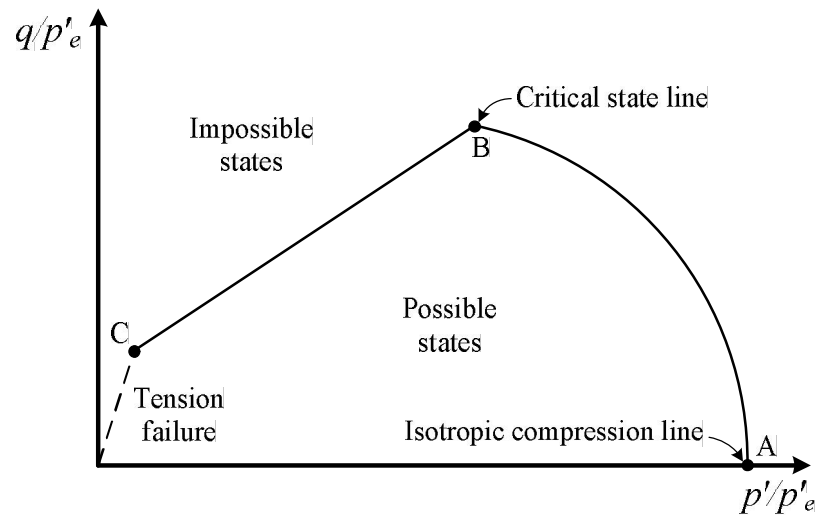 q/p'e
Critical state line
Impossible
states
B
Possible
states
C
Tension
failure
Isotropic compression line
A
p'/p'e